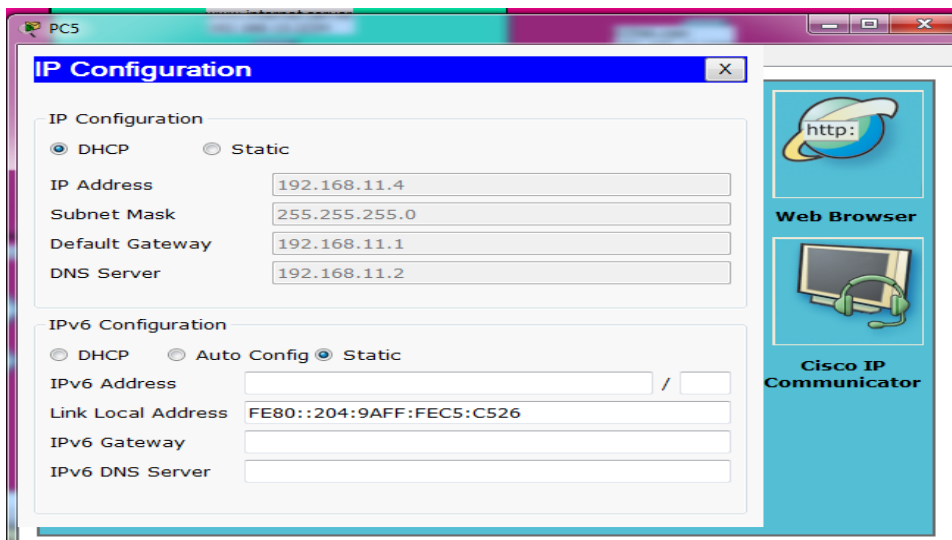 PC5
IP Configuration
X
IP Configuration
DHCP Static
IP Address 192.168.11.4
Subnet Mask 255.255.255.0
Default Gateway 192.168.11.1
DNS Server 192.168.11.2
IPv6 Configuration
DHCP Auto Config Static
IPv6 Address /
Link Local Address FE80::204:9AFF:FEC5:C526
IPv6 Gateway
IPv6 DNS Server
http:
Web Browser
Cisco IP
Communicator